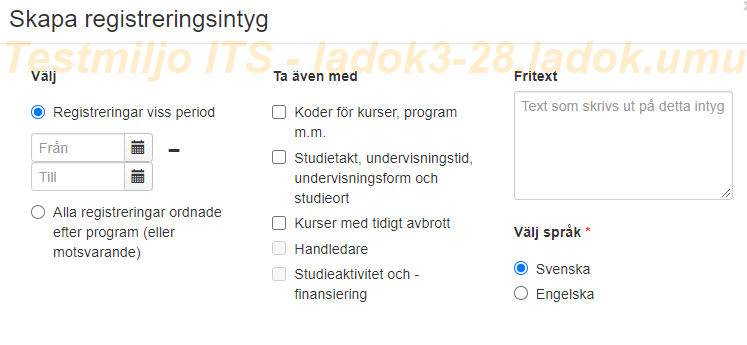 Skapa registreringsintyg
Testmiljo ITS - ladok3-28.ladok.umu
Välj
Registreringar viss period
Från
–
Till
Alla registreringar ordnade
efter program (eller
motsvarande)
Ta även med
Koder för kurser, program
m.m.
Studietakt, undervisningstid,
undervisningsform och
studieort
Kurser med tidigt avbrott
Handledare
Studieaktivitet och -
finansiering
Fritext
Text som skrivs ut på detta intyg
Välj språk *
Svenska
Engelska